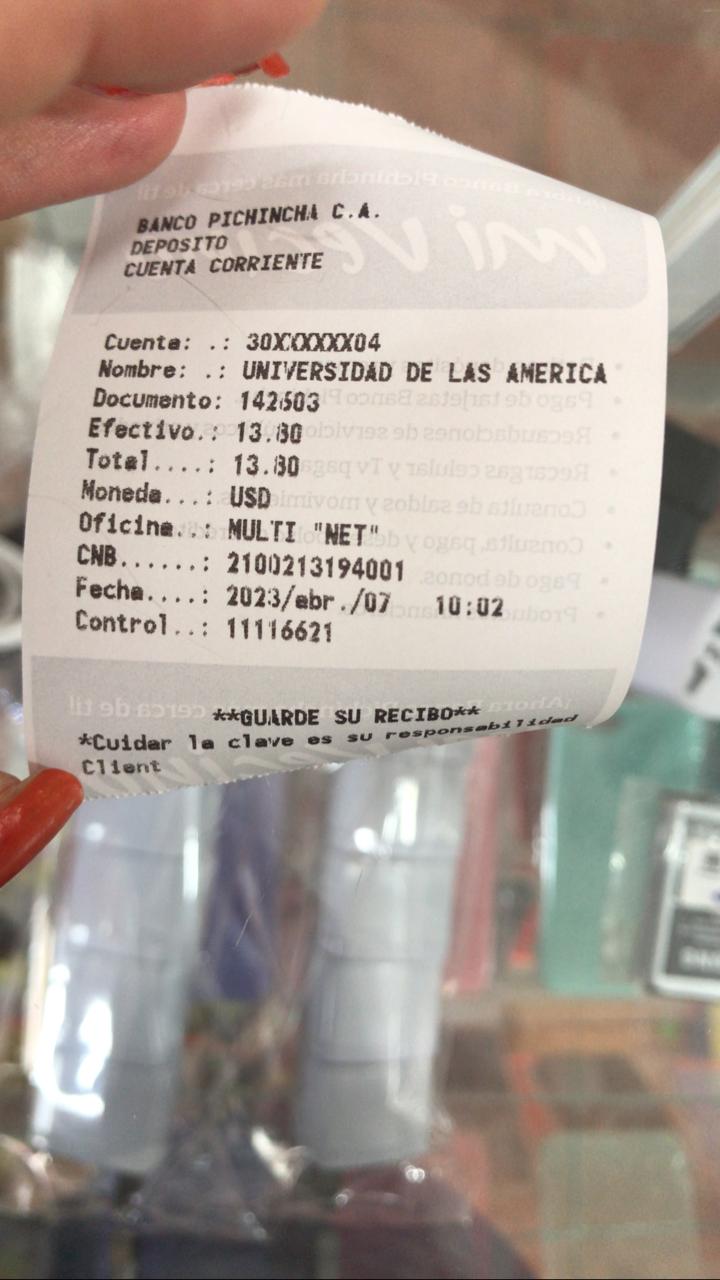 BANCO PICHINCHA C.A.
DEPOSITO
CUENTA CORRIENTE
Cuenta: .: 30XXXXXX04
Nombre: .: UNIVERSIDAD DE LAS AMERICA
Documento: 142603
Efectivo.: 13.80
Total....: 13.80
Moneda...: USD
Oficina..: MULTI "NET"
CNB......: 2100213194001
Fecha....: 2023/abr./07 10:02
Control..: 11116621
**GUARDE SU RECIBO**
*Cuidar la clave es su responsabilidad
Client